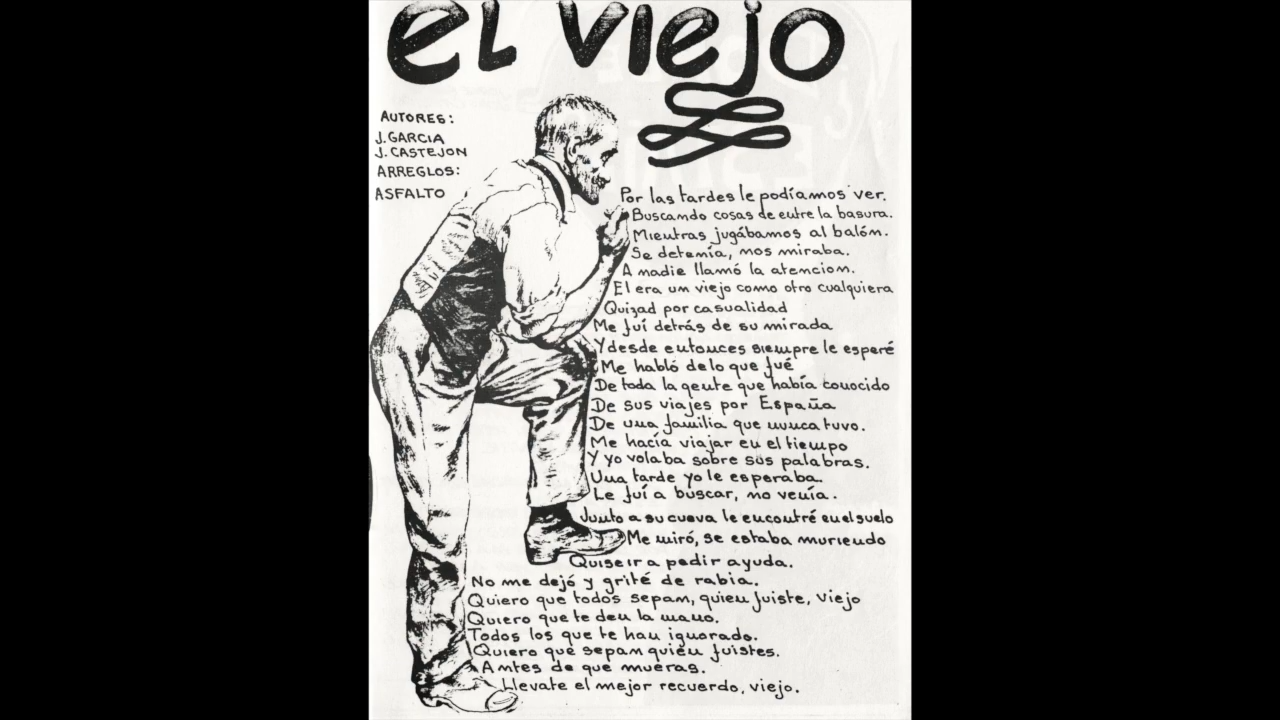 EL VIEJO
AUTORES:
J. GARCIA
J. CASTEJON
ARREGLOS:
ASFALTO
Por las tardes le podíamos ver.
Buscando cosas de entre la basura.
Mientras jugábamos al balón.
Se detenía, nos miraba.
A nadie llamó la atencion.
El era un viejo como otro cualquiera
Quizad por casualidad
Me fuí detrás de su mirada
Y desde entonces siempre le esperé
Me habló de lo que fué
De toda la gente que había conocido
De sus viajes por España
De una familia que nunca tuvo.
Me hacía viajar en el tiempo
Y yo volaba sobre sus palabras.
Una tarde yo le esperaba.
Le fuí a buscar, no venía.
Junto a su cueva le encontré en el suelo
Me miró, se estaba muriendo
Quise ir a pedir ayuda.
No me dejó y grité de rabia.
Quiero que todos sepan, quien fuiste, viejo
Quiero que te den la mano.
Todos los que te han ignorado.
Quiero que sepan quien fuistes.
Antes de que mueras.
Llevate el mejor recuerdo, viejo.